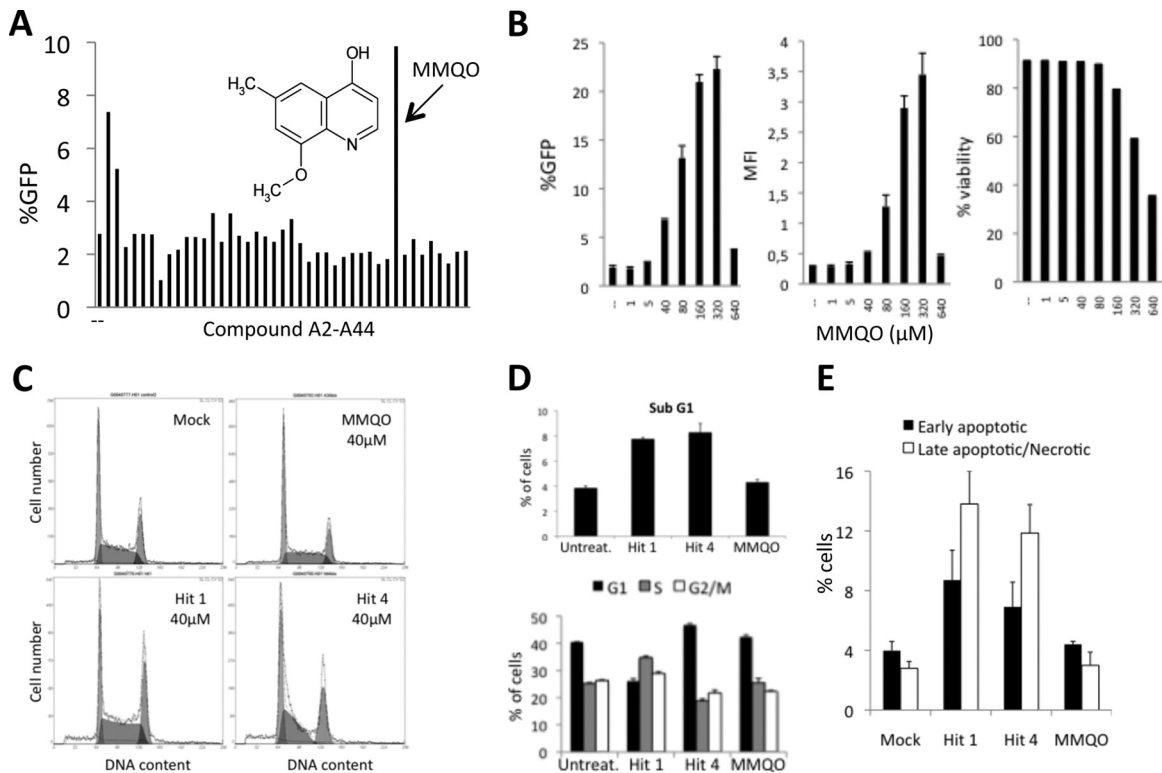 A
10
8
6
4
2
0
%GFP
OH
H₃C
N
O
H₃C
MMQO
--
Compound A2-A44
B
25
20
15
10
5
0
%GFP
-- 1 5 40 80 160 320 640
4
3,5
3
2,5
2
1,5
1
0,5
0
MFI
-- 1 5 40 80 160 320 640
100
80
60
40
20
0
% viability
-- 1 5 40 80 160 320 640
MMQO (µM)
C
Mock
MMQO
40µM
Cell number
Hit 1
40µM
Hit 4
40µM
Cell number
DNA content
DNA content
D
Sub G1
10
8
6
4
2
0
% of cells
Untreat. Hit 1 Hit 4 MMQO
G1 S G2/M
50
40
30
20
10
0
% of cells
Untreat. Hit 1 Hit 4 MMQO
E
Early apoptotic
Late apoptotic/Necrotic
16
12
8
4
0
% cells
Mock Hit 1 Hit 4 MMQO